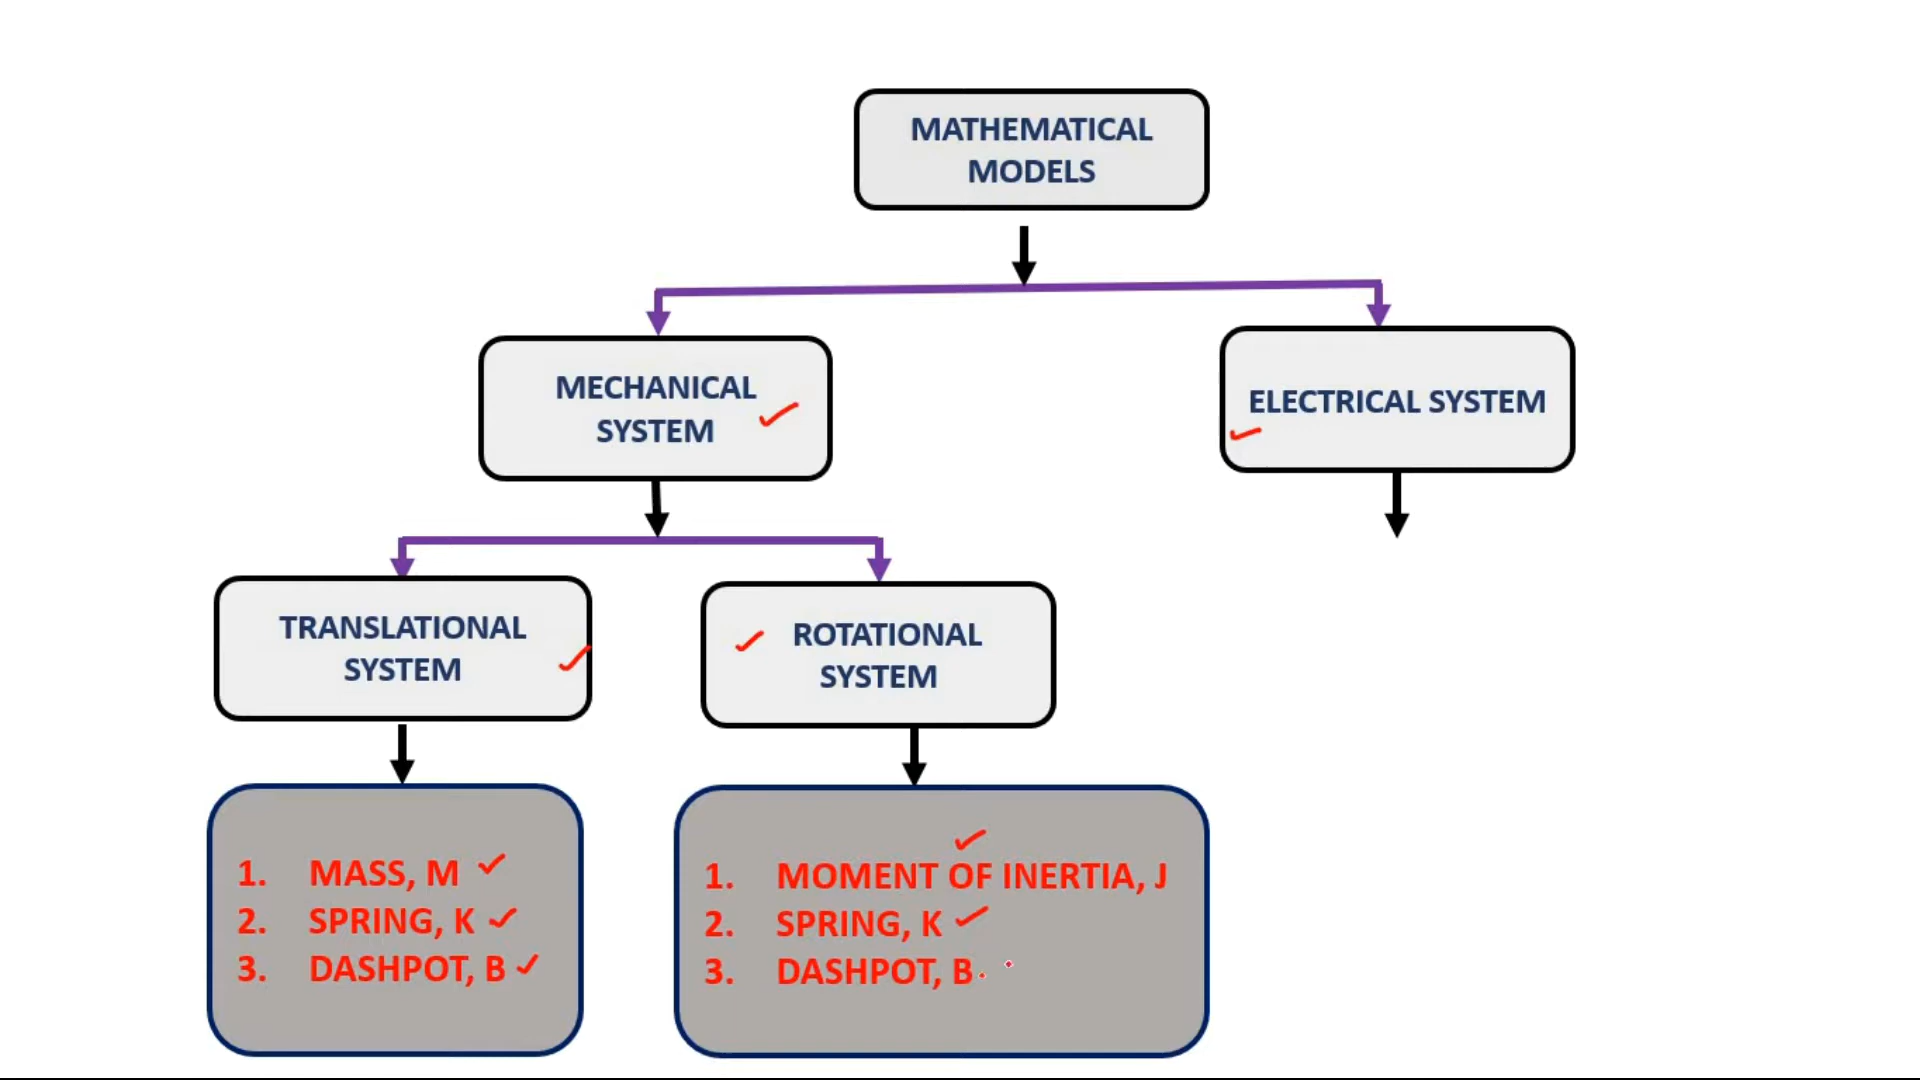 MATHEMATICAL
MODELS
MECHANICAL
SYSTEM
ELECTRICAL SYSTEM
TRANSLATIONAL
SYSTEM
ROTATIONAL
SYSTEM
1. MASS, M
2. SPRING, K
3. DASHPOT, B
1. MOMENT OF INERTIA, J
2. SPRING, K
3. DASHPOT, B